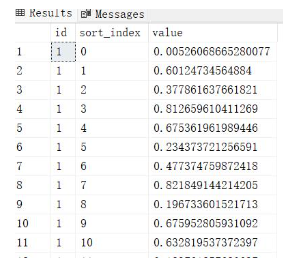 Results Messages
id sort_index value
1 1 0 0.00526068665280077
2 1 1 0.60124734564884
3 1 2 0.377861637661821
4 1 3 0.812659610411269
5 1 4 0.675361961989446
6 1 5 0.234373721256591
7 1 6 0.477374759872418
8 1 7 0.821849144214205
9 1 8 0.196733601521713
10 1 9 0.675952805931092
11 1 10 0.632819537372397